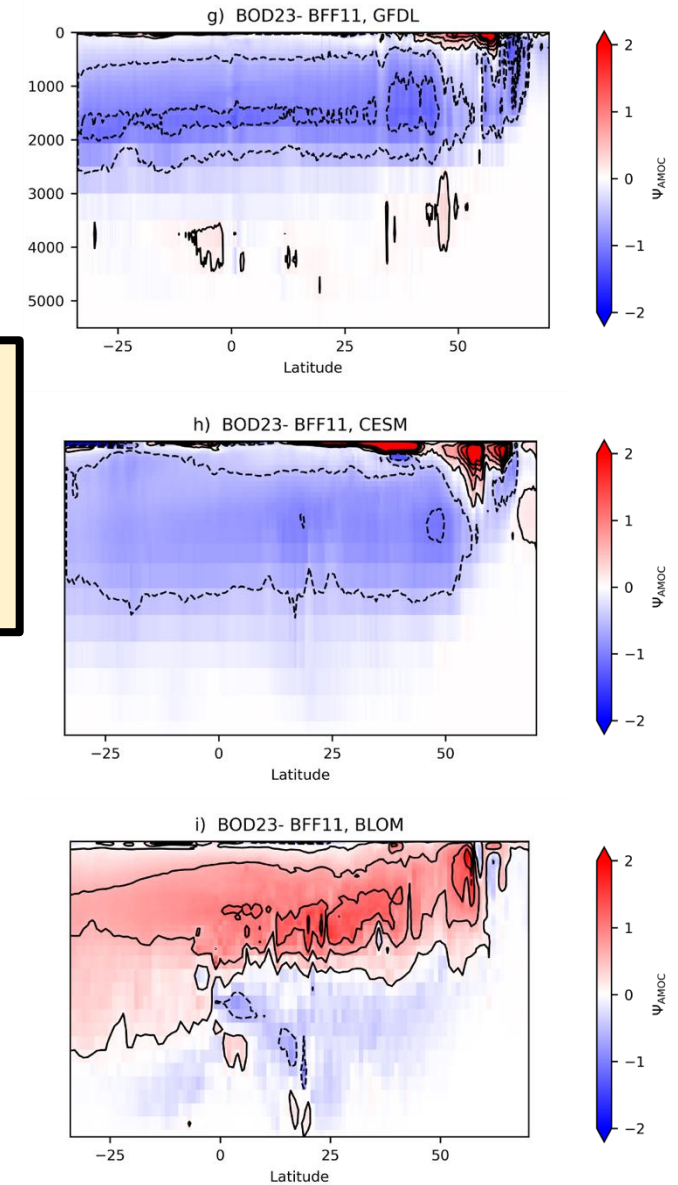 g) BOD23- BFF11, GFDL
0
1000
2000
3000
4000
5000
−25 0 25 50
Latitude
2
1
0
−1
−2
ΨAMOC
h) BOD23- BFF11, CESM
−25 0 25 50
Latitude
2
1
0
−1
−2
ΨAMOC
i) BOD23- BFF11, BLOM
−25 0 25 50
Latitude
2
1
0
−1
−2
ΨAMOC